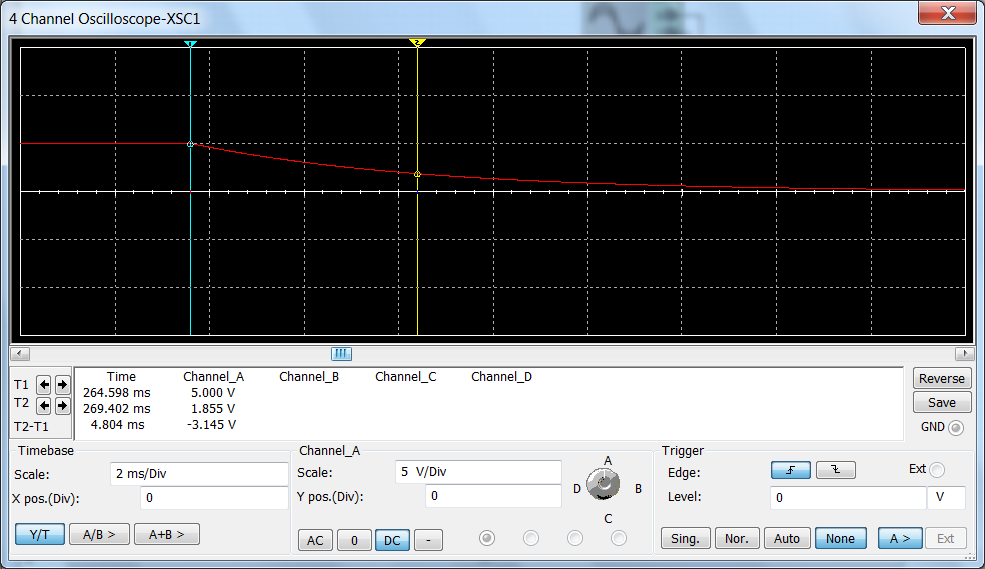 4 Channel Oscilloscope-XSC1
1 2
Time Channel_A Channel_B Channel_C Channel_D
T1 264.598 ms 5.000 V
T2 269.402 ms 1.855 V
T2-T1 4.804 ms -3.145 V
Reverse
Save
GND
Timebase
Scale: 2 ms/Div
X pos.(Div): 0
Y/T A/B > A+B >
Channel_A
Scale: 5 V/Div
Y pos.(Div): 0
AC 0 DC -
A
D B
C
Trigger
Edge: Ext
Level: 0 V
Sing. Nor. Auto None A > Ext